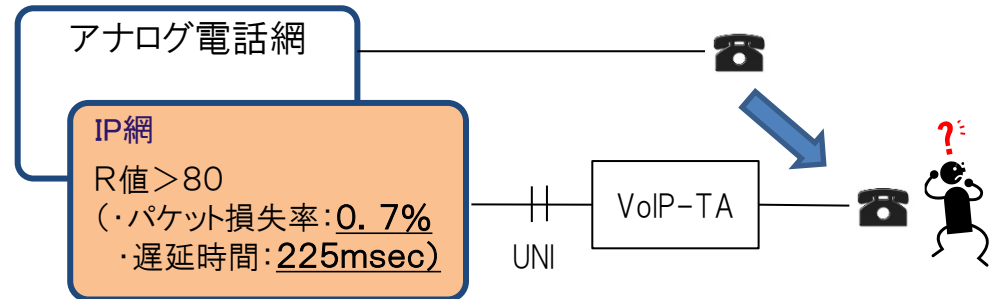 アナログ電話網
IP網
R値>80
(・パケット損失率:0.7%
・遅延時間:225msec)
UNI
VoIP-TA
?